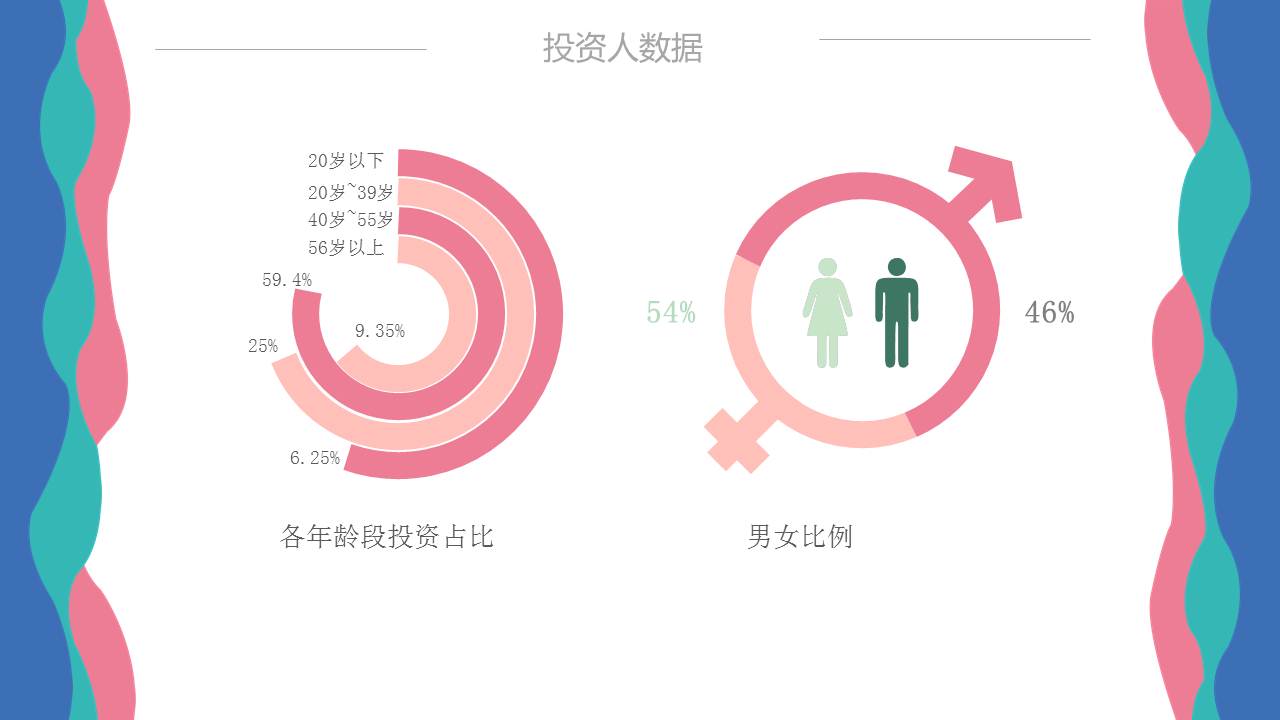 投资人数据
20岁以下
20岁~39岁
40岁~55岁
56岁以上
59.4%
9.35%
25%
6.25%
54%
46%
各年龄段投资占比
男女比例